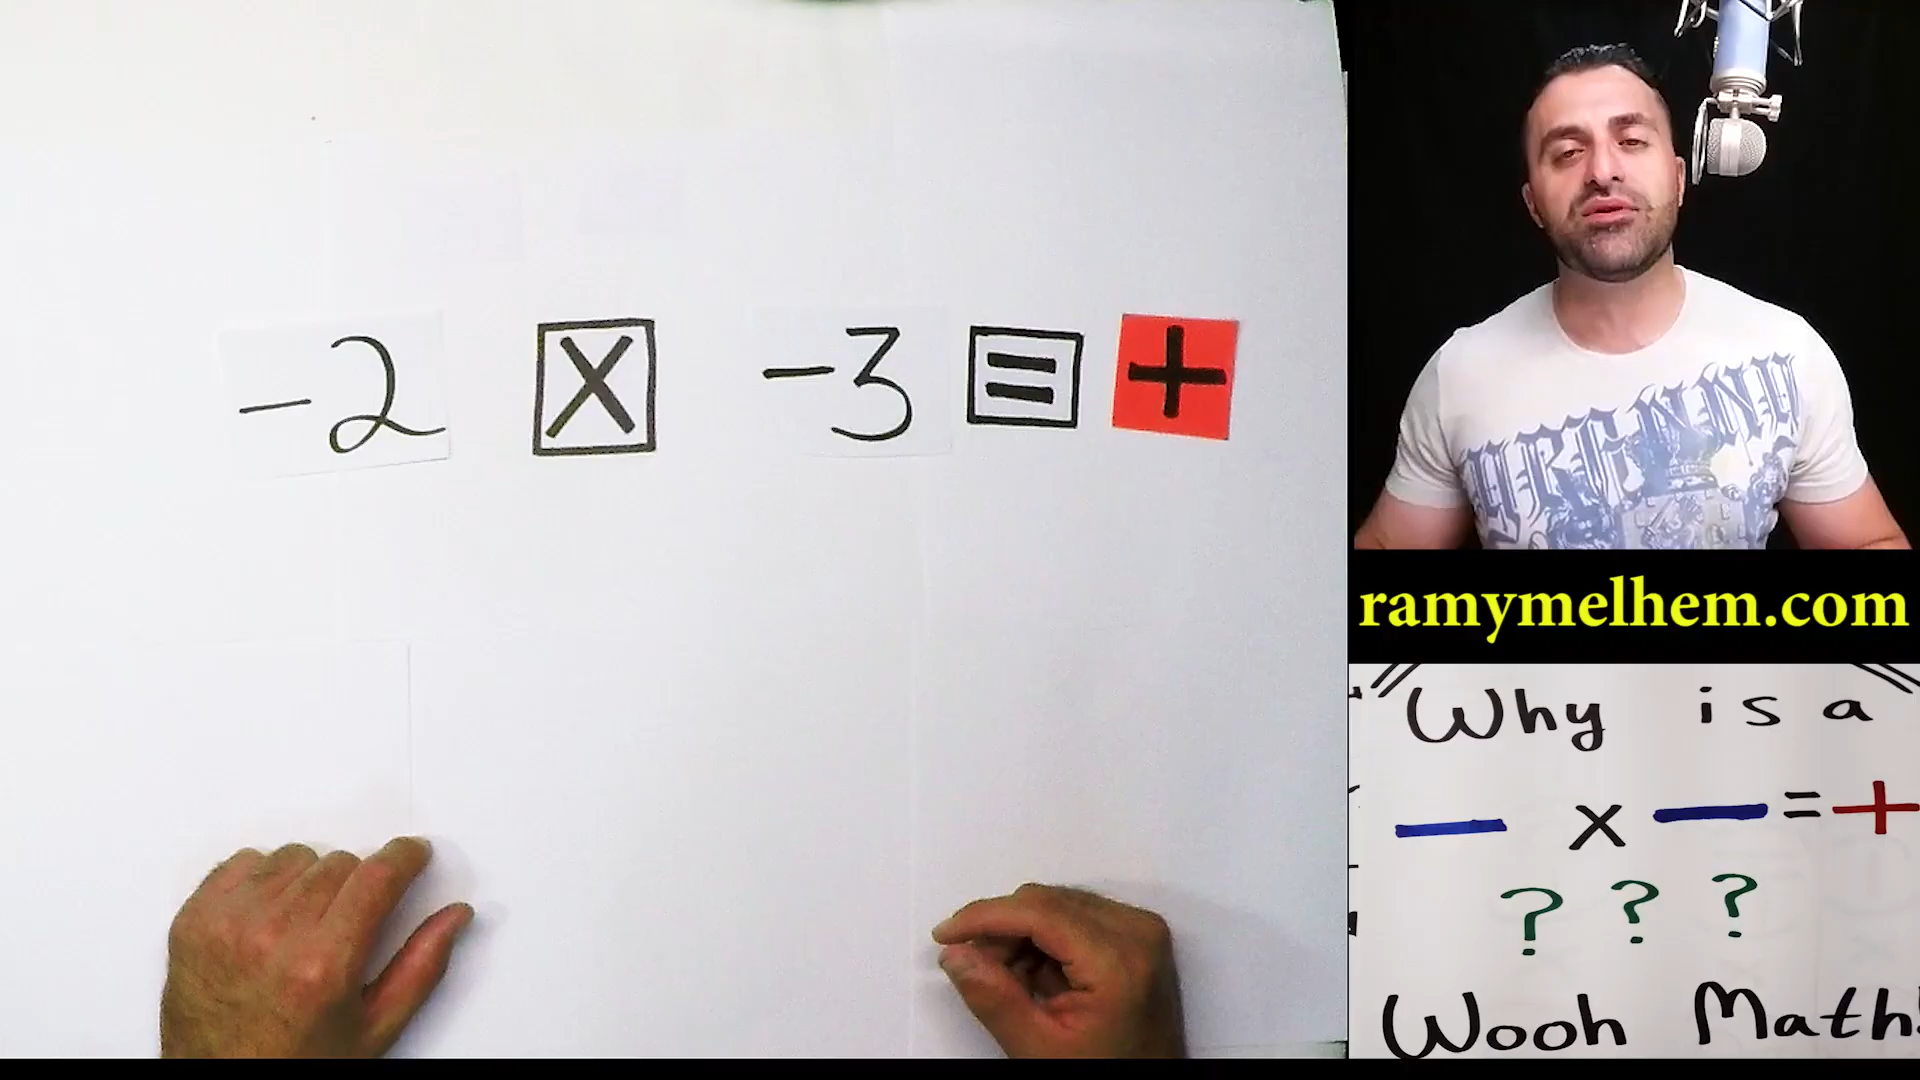 -2 X -3 = +
ramymelhem.com
Why is a
— x — = +
? ? ?
Wooh Math!